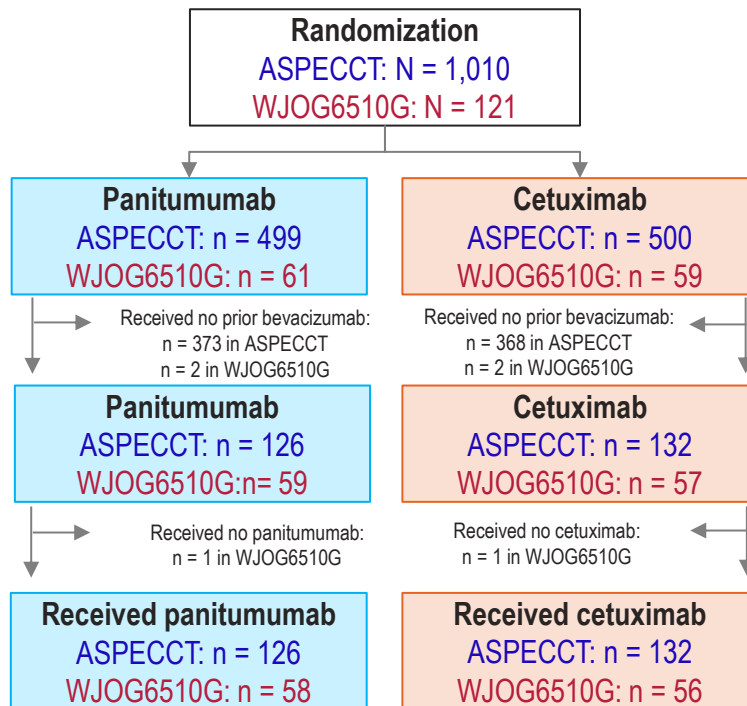 Randomization
ASPECCT: N = 1,010
WJOG6510G: N = 121
Panitumumab
ASPECCT: n = 499
WJOG6510G: n = 61
Cetuximab
ASPECCT: n = 500
WJOG6510G: n = 59
Received no prior bevacizumab:
n = 373 in ASPECCT
n = 2 in WJOG6510G
Received no prior bevacizumab:
n = 368 in ASPECCT
n = 2 in WJOG6510G
Panitumumab
ASPECCT: n = 126
WJOG6510G:n= 59
Cetuximab
ASPECCT: n = 132
WJOG6510G: n = 57
Received no panitumumab:
n = 1 in WJOG6510G
Received no cetuximab:
n = 1 in WJOG6510G
Received panitumumab
ASPECCT: n = 126
WJOG6510G: n = 58
Received cetuximab
ASPECCT: n = 132
WJOG6510G: n = 56